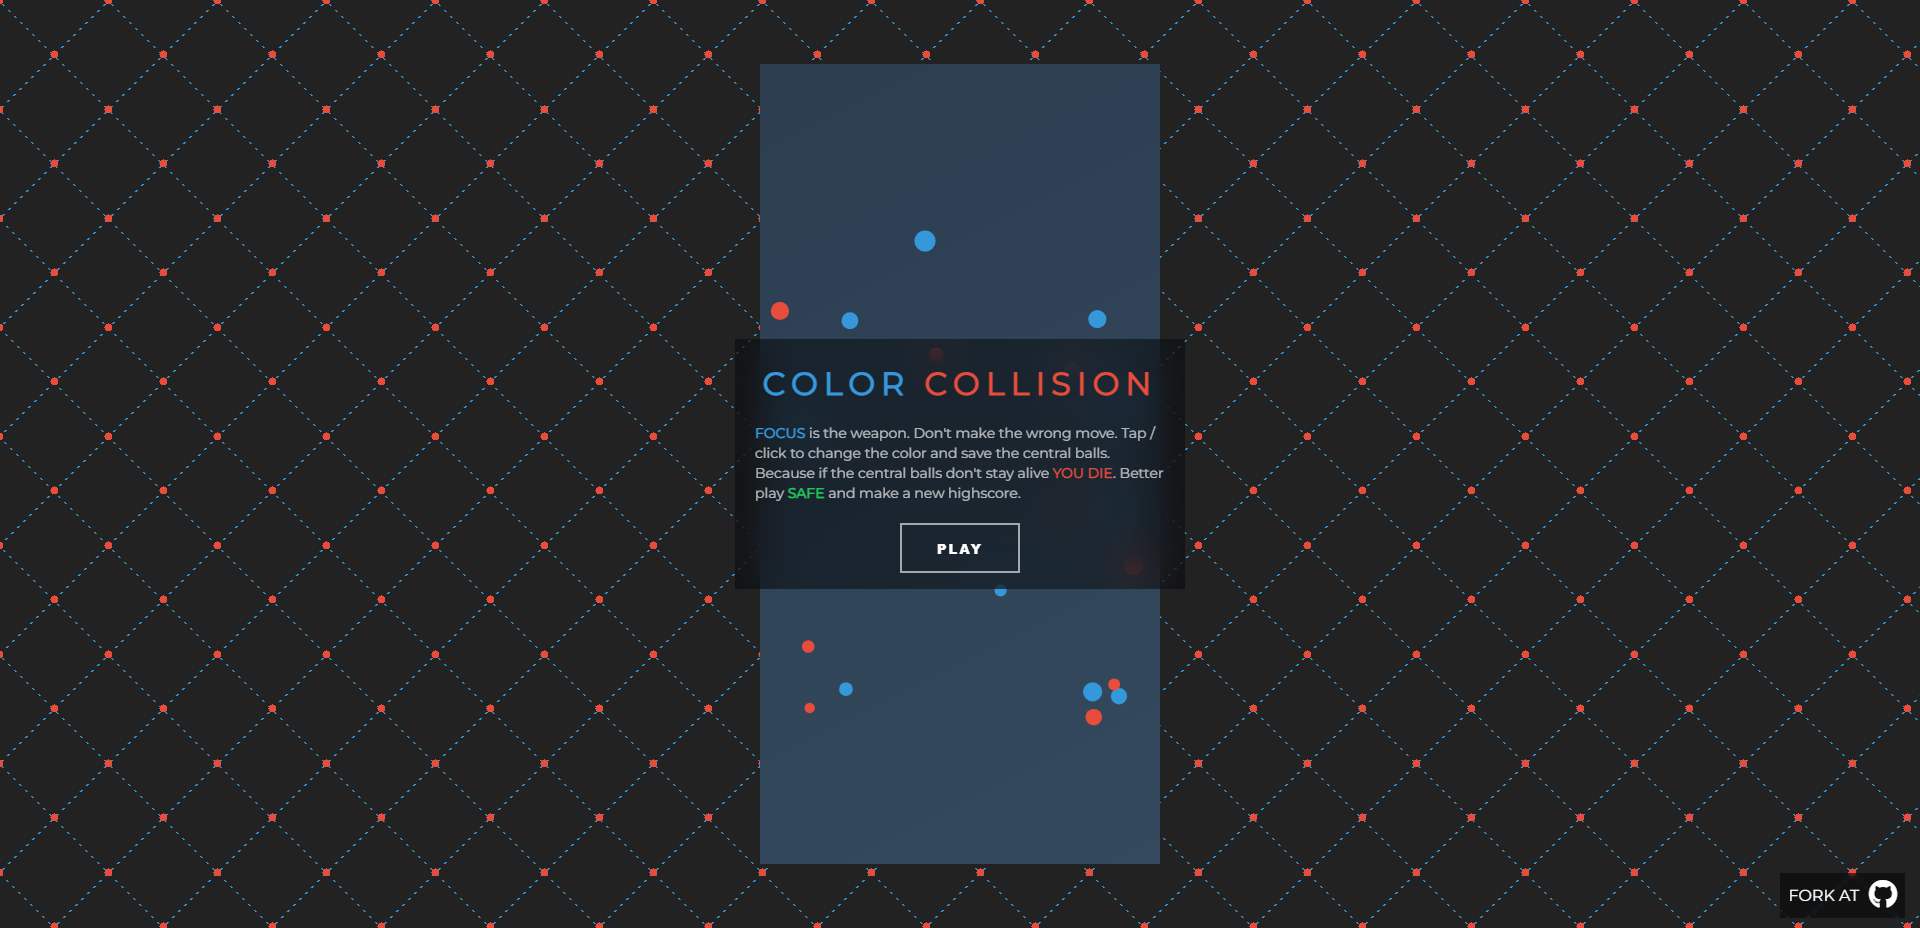 COLOR COLLISION
FOCUS is the weapon. Don't make the wrong move. Tap /
click to change the color and save the central balls.
Because if the central balls don't stay alive YOU DIE. Better
play SAFE and make a new highscore.
PLAY
FORK AT